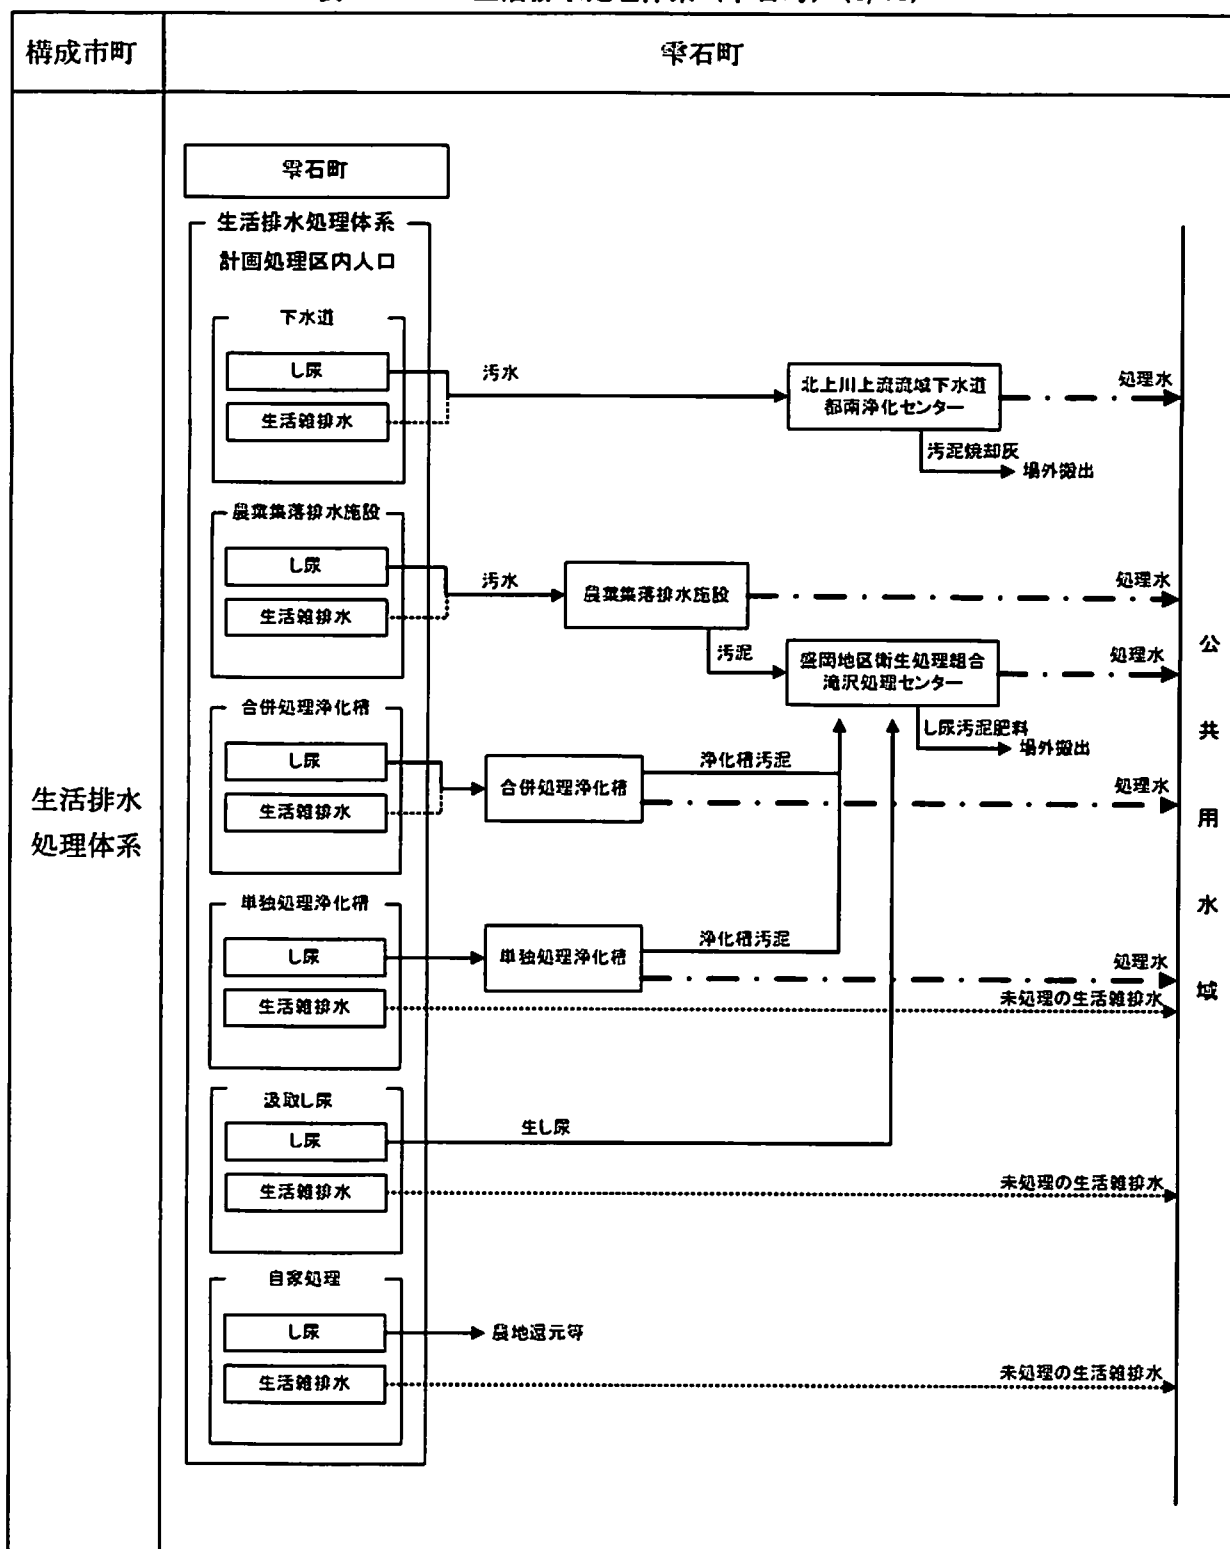 構成市町
雫石町
雫石町
生活排水処理体系
計画処理区内人口
下水道
し尿
生活雑排水
汚水
北上川上流流域下水道
都南浄化センター
処理水
汚泥焼却灰
場外搬出
農業集落排水施設
し尿
生活雑排水
汚水
農業集落排水施設
処理水
汚泥
盛岡地区衛生処理組合
滝沢処理センター
処理水
し尿汚泥肥料
場外搬出
合併処理浄化槽
し尿
生活雑排水
合併処理浄化槽
浄化槽汚泥
処理水
生活排水
処理体系
単独処理浄化槽
し尿
生活雑排水
単独処理浄化槽
浄化槽汚泥
処理水
未処理の生活雑排水
汲取し尿
し尿
生活雑排水
生し尿
未処理の生活雑排水
自家処理
し尿
生活雑排水
農地還元等
未処理の生活雑排水
公共用水域